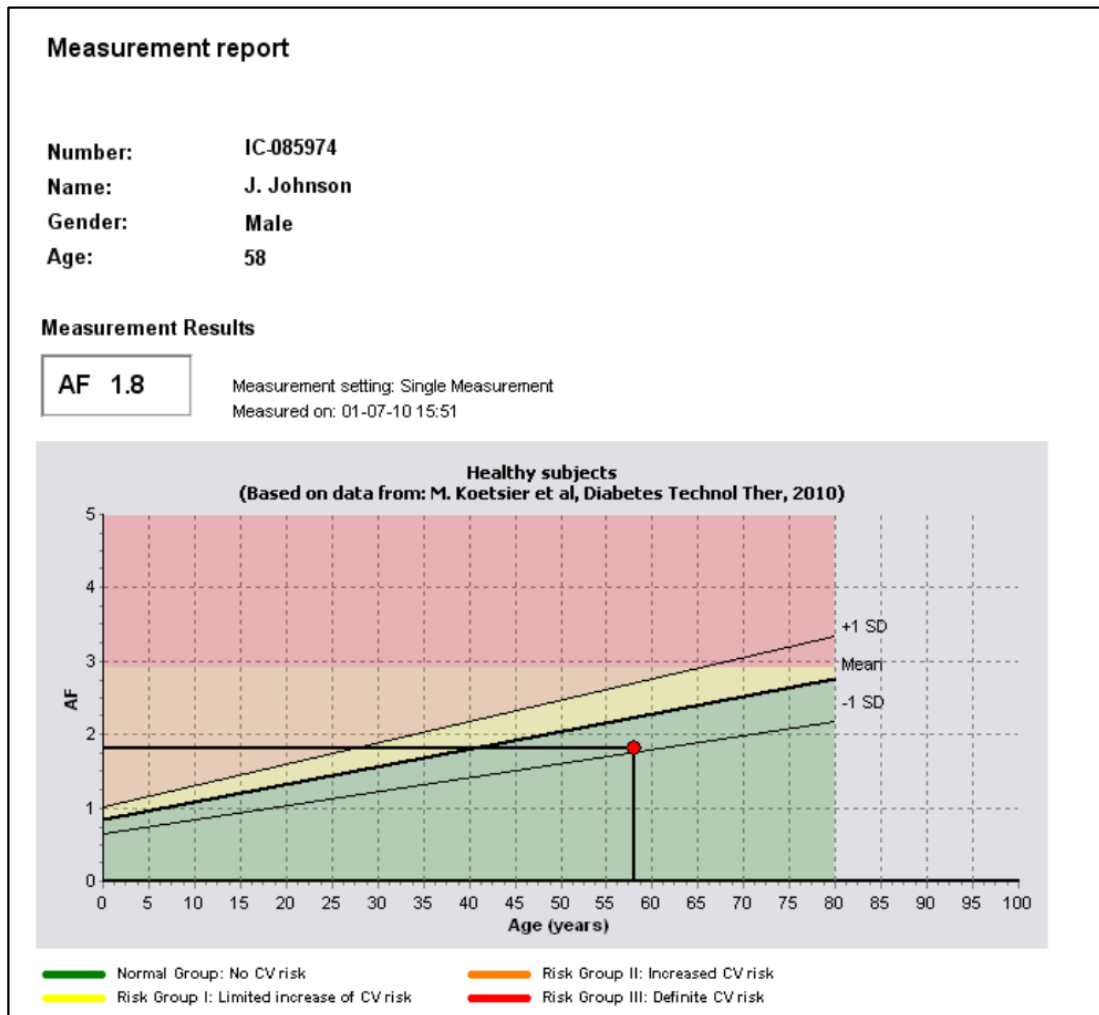 Measurement report
Number: IC-085974
Name: J. Johnson
Gender: Male
Age: 58
Measurement Results
AF 1.8
Measurement setting: Single Measurement
Measured on: 01-07-10 15:51
Healthy subjects
(Based on data from: M. Koetsier et al, Diabetes Technol Ther, 2010)
5
4
3
2
1
0
AF
+1 SD
Mean
-1 SD
0 5 10 15 20 25 30 35 40 45 50 55 60 65 70 75 80 85 90 95 100
Age (years)
Normal Group: No CV risk
Risk Group II: Increased CV risk
Risk Group I: Limited increase of CV risk
Risk Group III: Definite CV risk